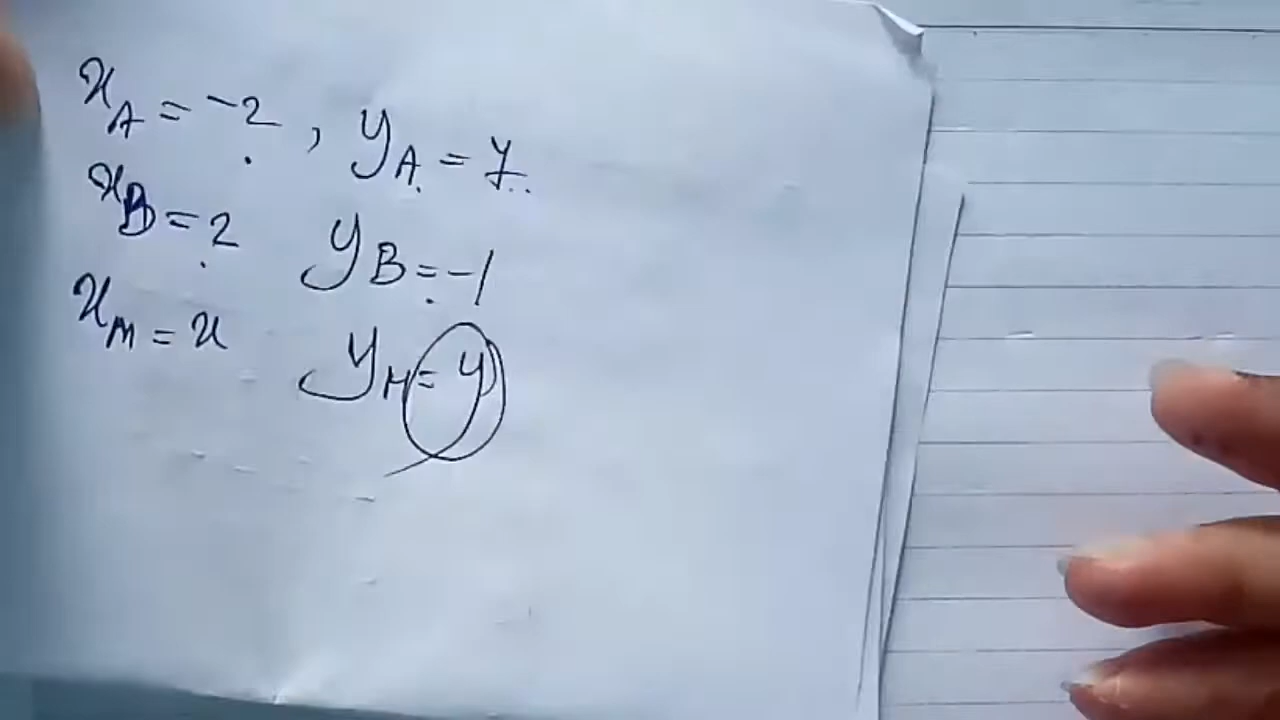 x_A = -2 , y_A = 7
x_B = 2 y_B = -1
x_M = x y_M = y